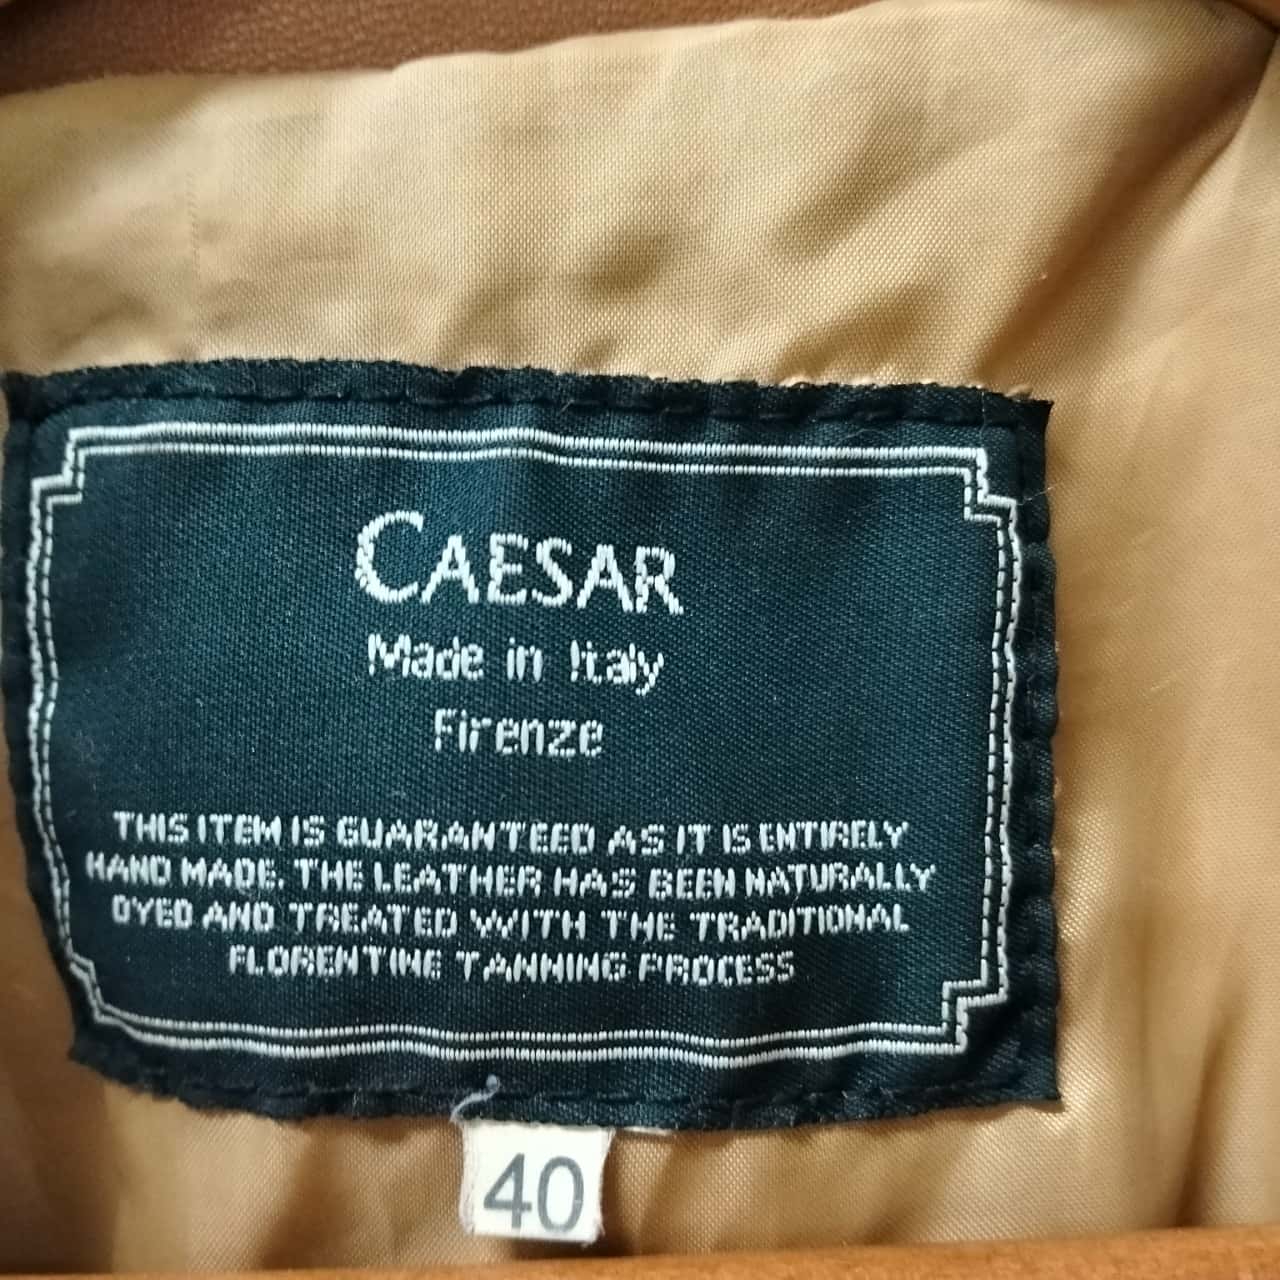 CAESAR
Made in Italy
Firenze
THIS ITEM IS GUARANTEED AS IT IS ENTIRELY
HAND MADE. THE LEATHER HAS BEEN NATURALLY
DYED AND TREATED WITH THE TRADITIONAL
FLORENTINE TANNING PROCESS
40